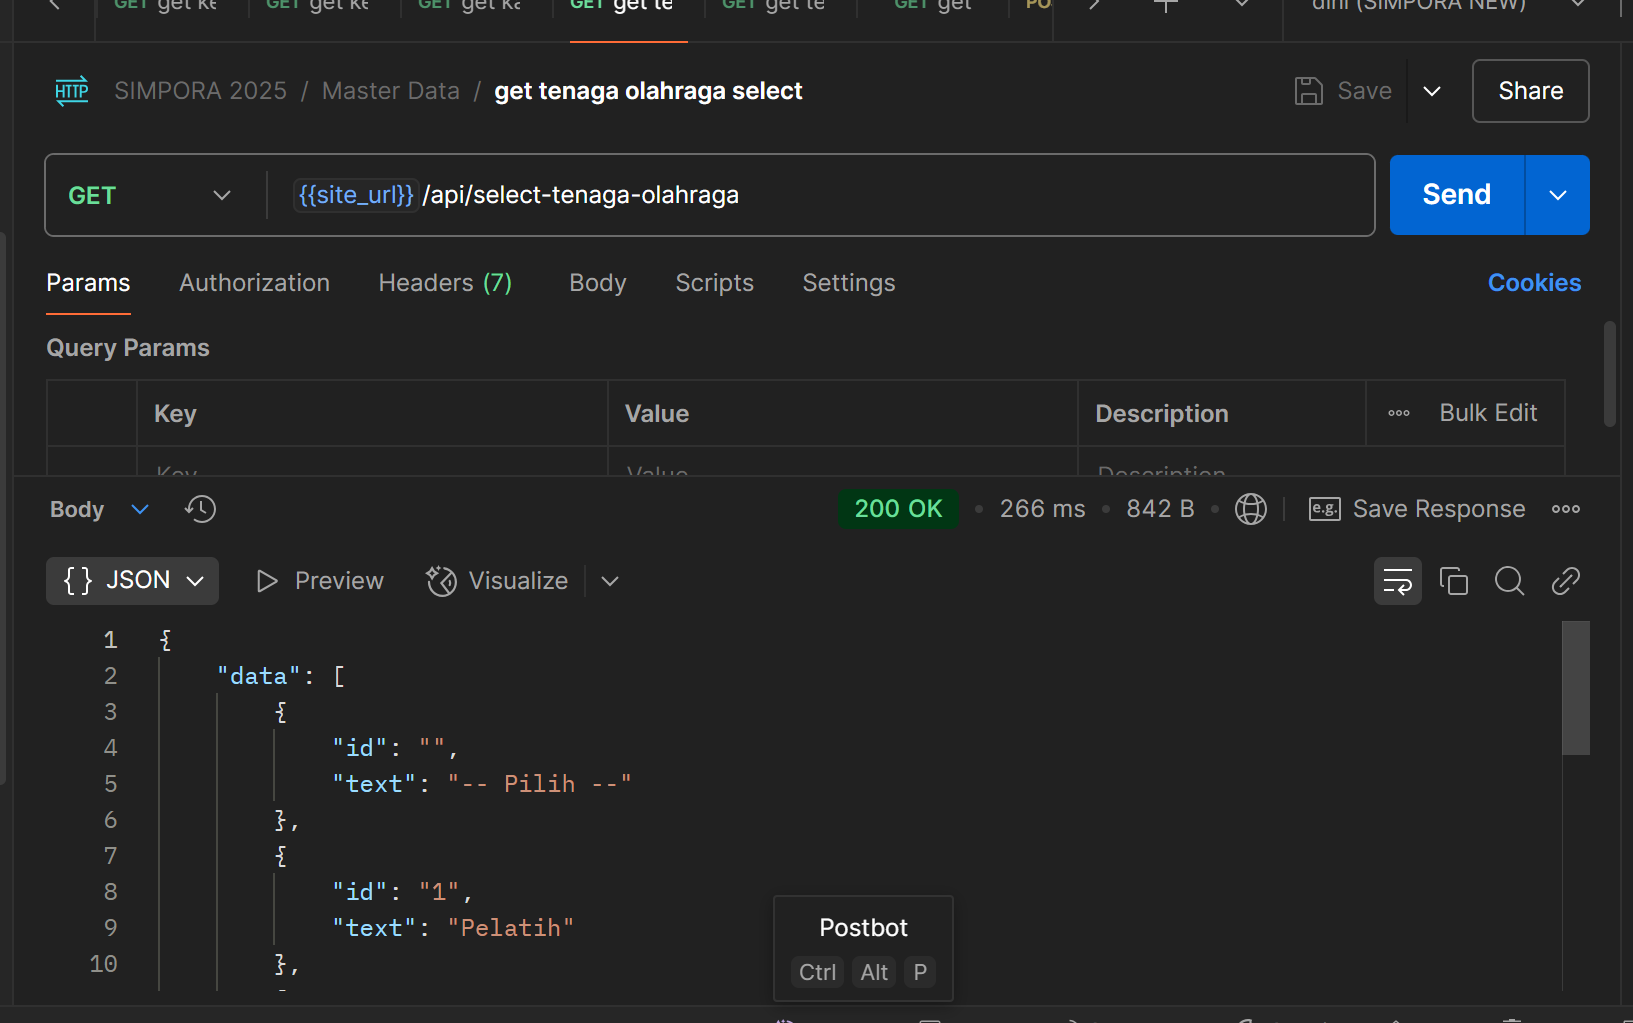 GET get ke
GET get ke
GET get ka
GET get te
GET get te
GET get
PO
dini (SIMPORA NEW)
HTTP SIMPORA 2025 / Master Data / get tenaga olahraga select
Save
Share
GET {{site_url}}/api/select-tenaga-olahraga
Send
Params Authorization Headers (7) Body Scripts Settings Cookies
Query Params
Key Value Description Bulk Edit
Key Value Description
Body 200 OK • 266 ms • 842 B • e.g. Save Response
{ } JSON Preview Visualize
1 {
2 "data": [
3 {
4 "id": "",
5 "text": "-- Pilih --"
6 },
7 {
8 "id": "1",
9 "text": "Pelatih"
10 },
Postbot
Ctrl Alt P